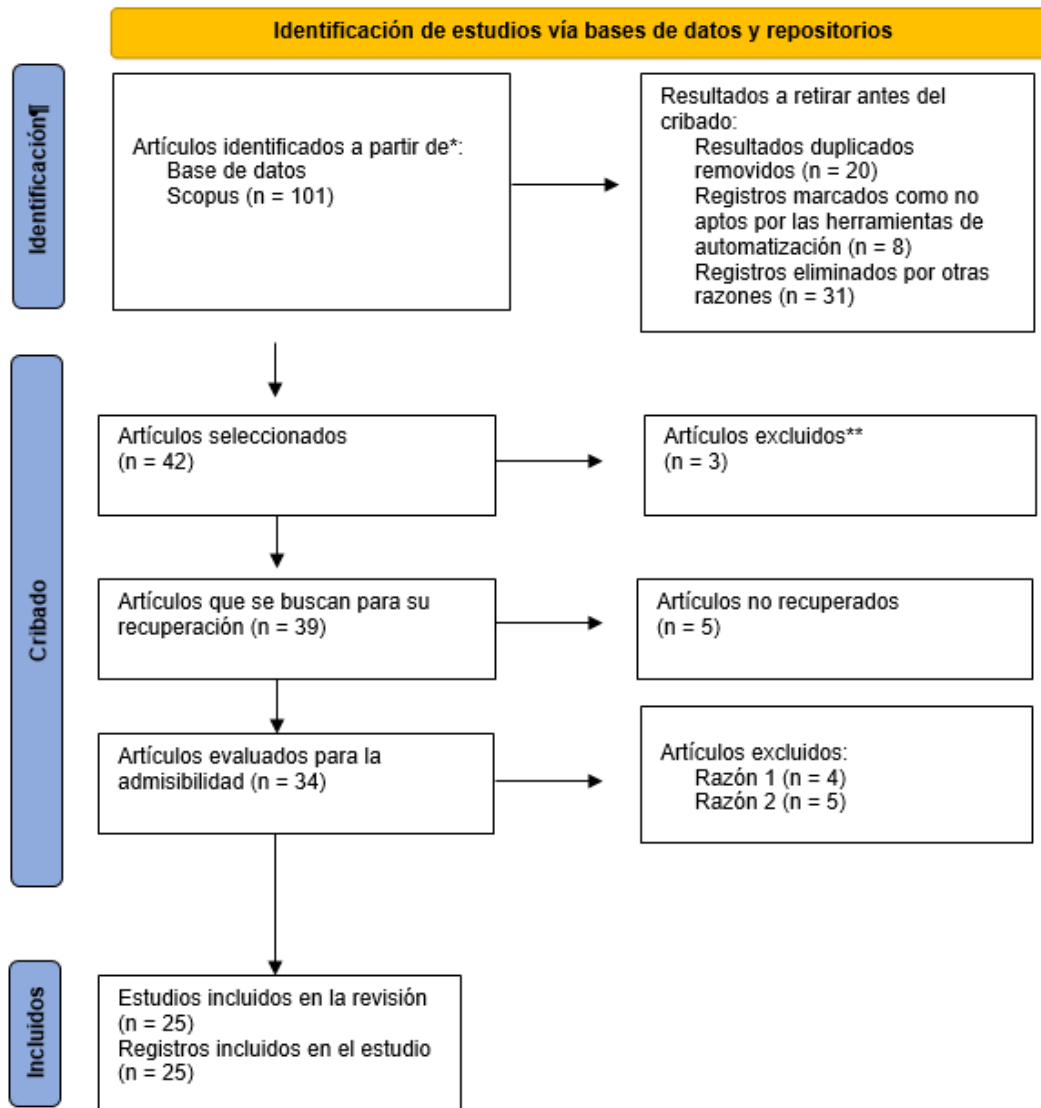 Identificación de estudios vía bases de datos y repositorios
Identificación¶
Artículos identificados a partir de*:
Base de datos
Scopus (n = 101)
Resultados a retirar antes del
cribado:
Resultados duplicados
removidos (n = 20)
Registros marcados como no
aptos por las herramientas de
automatización (n = 8)
Registros eliminados por otras
razones (n = 31)
Cribado
Artículos seleccionados
(n = 42)
Artículos excluidos**
(n = 3)
Artículos que se buscan para su
recuperación (n = 39)
Artículos no recuperados
(n = 5)
Artículos evaluados para la
admisibilidad (n = 34)
Artículos excluidos:
Razón 1 (n = 4)
Razón 2 (n = 5)
Incluidos
Estudios incluidos en la revisión
(n = 25)
Registros incluidos en el estudio
(n = 25)